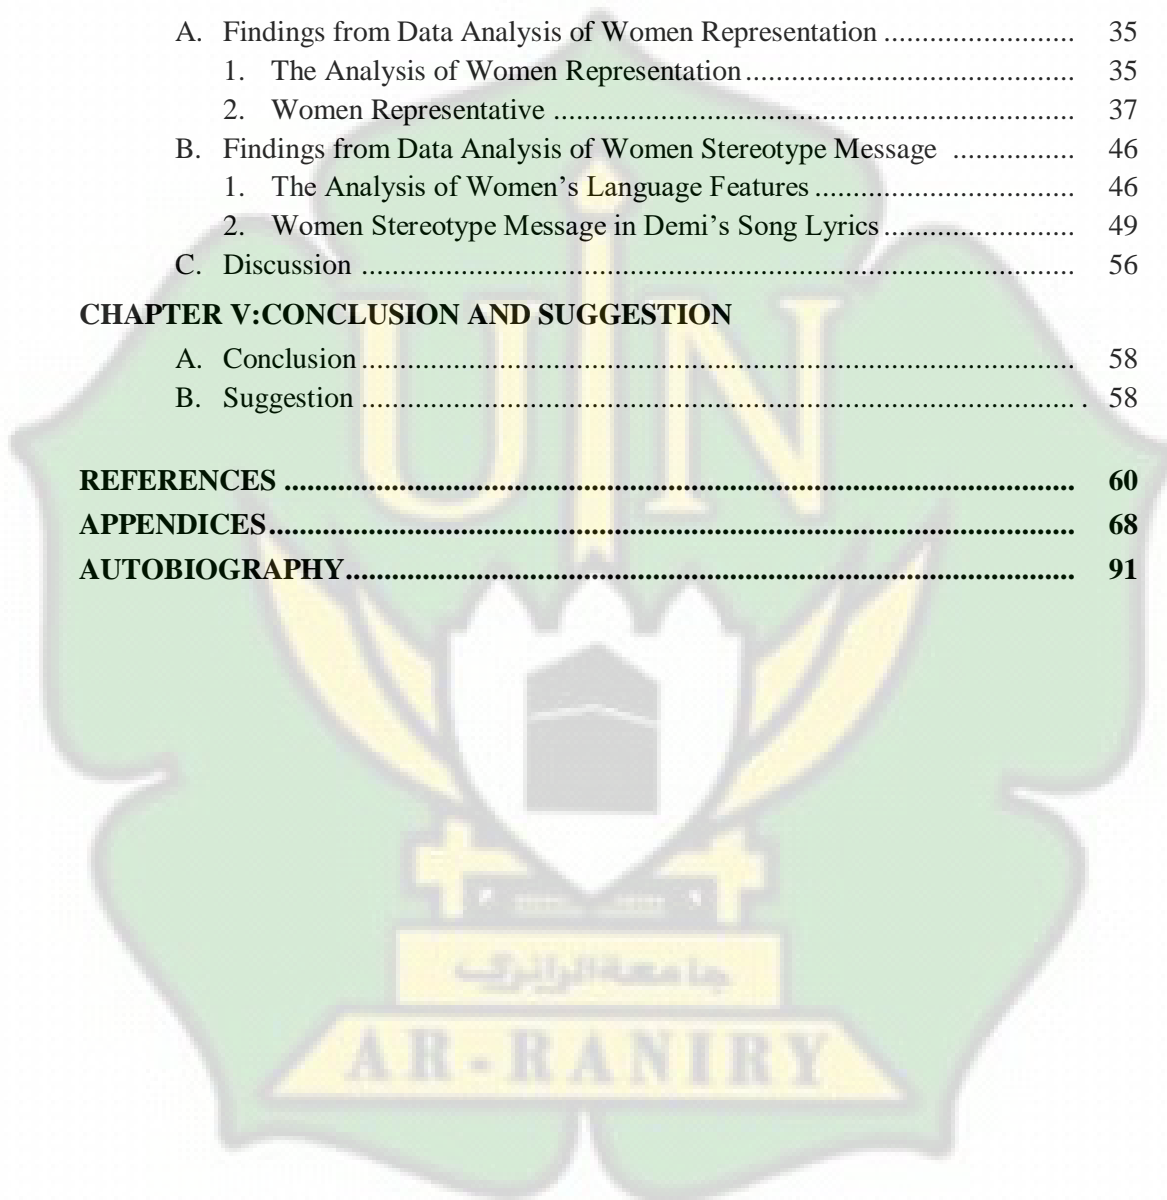 A. Findings from Data Analysis of Women Representation ....................... 35
1. The Analysis of Women Representation .................................................. 35
2. Women Representative ............................................................................... 37
B. Findings from Data Analysis of Women Stereotype Message ................ 46
1. The Analysis of Women’s Language Features ........................................ 46
2. Women Stereotype Message in Demi’s Song Lyrics ............................. 49
C. Discussion ...................................................................................................... 56
CHAPTER V:CONCLUSION AND SUGGESTION
A. Conclusion ...................................................................................................... 58
B. Suggestion ...................................................................................................... . 58
REFERENCES .................................................................................................... 60
APPENDICES ...................................................................................................... 68
AUTOBIOGRAPHY ............................................................................................ 91
UIN
جامعة الرانري
AR-RANIRY